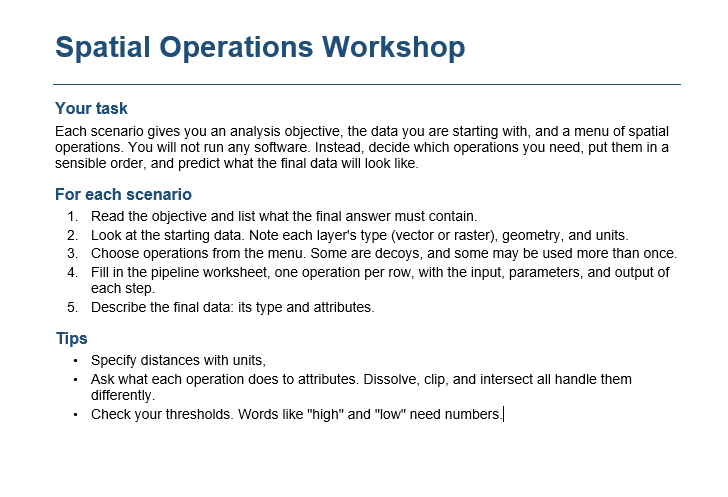 Spatial Operations Workshop
Your task
Each scenario gives you an analysis objective, the data you are starting with, and a menu of spatial
operations. You will not run any software. Instead, decide which operations you need, put them in a
sensible order, and predict what the final data will look like.
For each scenario
1. Read the objective and list what the final answer must contain.
2. Look at the starting data. Note each layer's type (vector or raster), geometry, and units.
3. Choose operations from the menu. Some are decoys, and some may be used more than once.
4. Fill in the pipeline worksheet, one operation per row, with the input, parameters, and output of
each step.
5. Describe the final data: its type and attributes.
Tips
• Specify distances with units,
• Ask what each operation does to attributes. Dissolve, clip, and intersect all handle them
differently.
• Check your thresholds. Words like "high" and "low" need numbers.